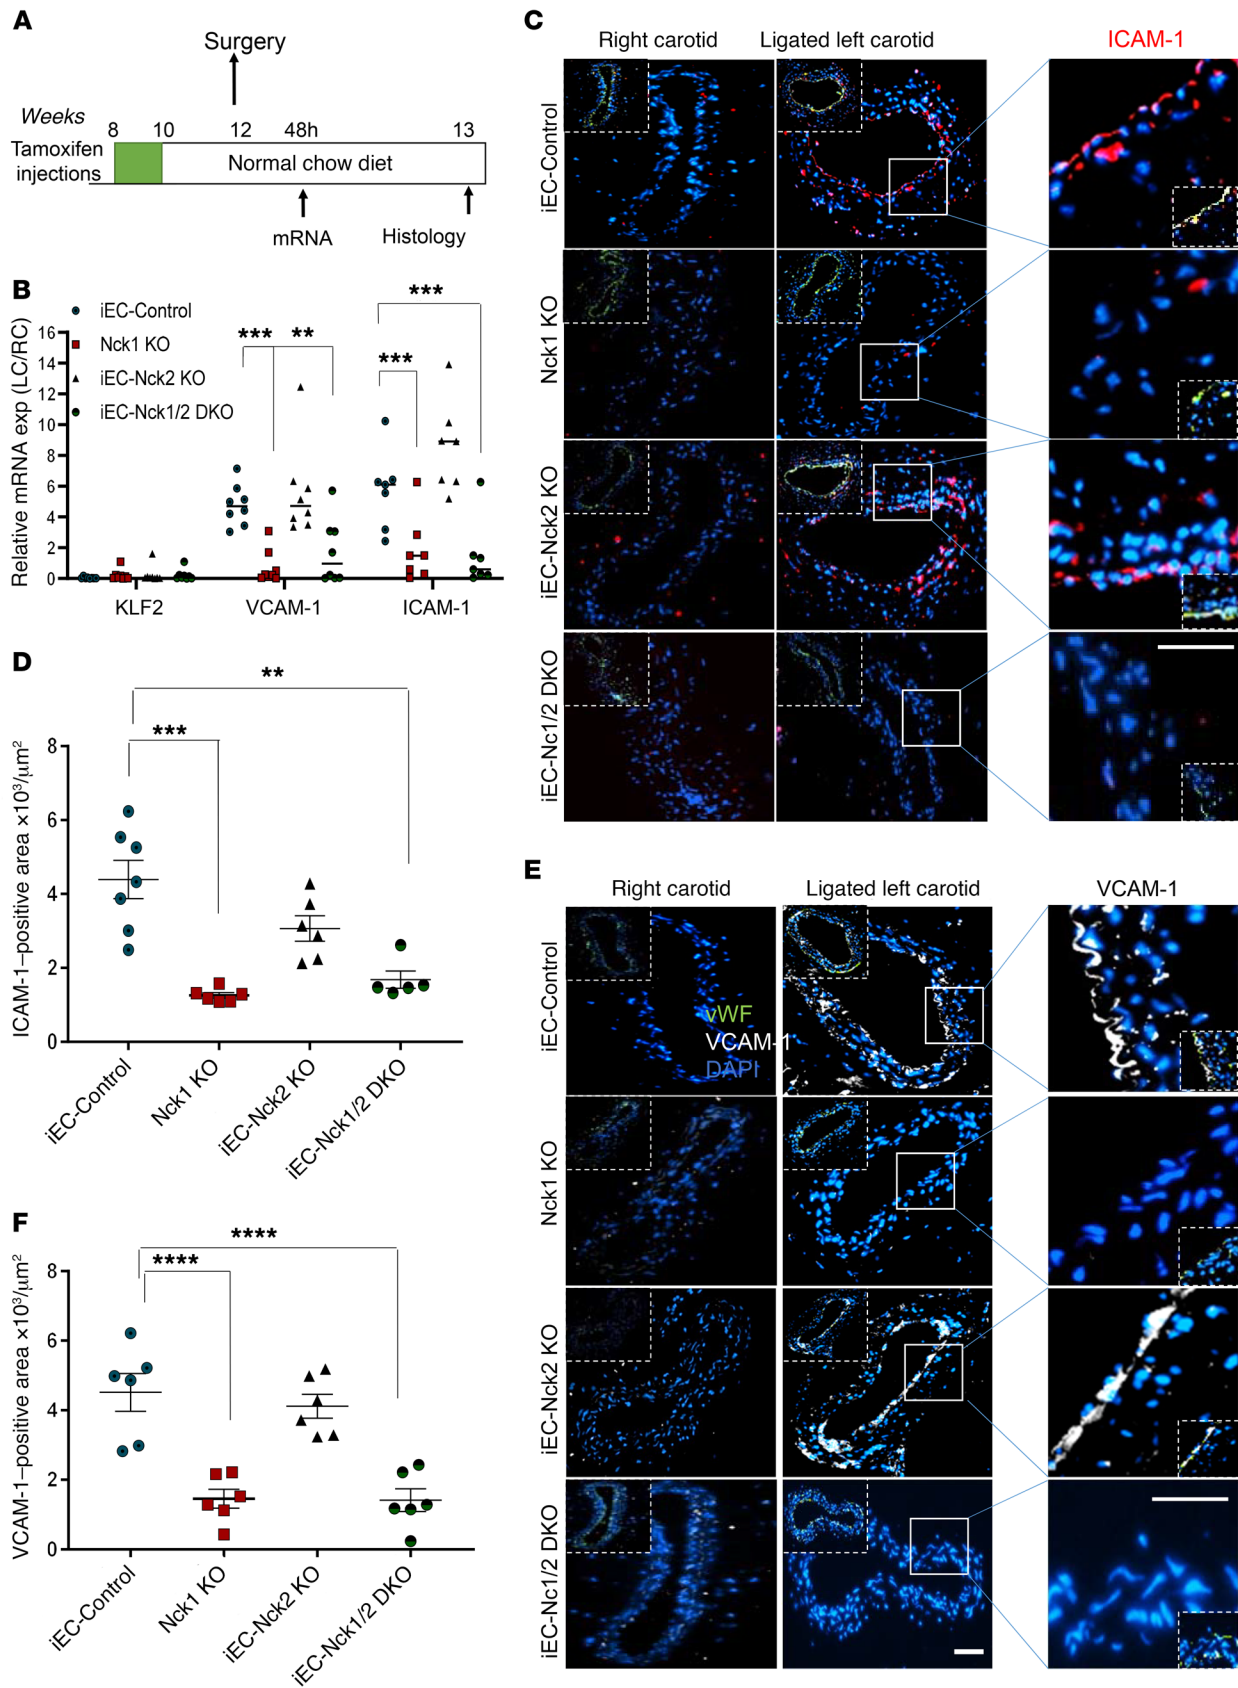 A
Surgery
Weeks
8
10
12
48h
13
Tamoxifen
injections
Normal chow diet
mRNA
Histology
B
iEC-Control
Nck1 KO
iEC-Nck2 KO
iEC-Nck1/2 DKO
Relative mRNA exp (LC/RC)
16
14
12
10
8
6
4
2
0
***
**
***
***
KLF2
VCAM-1
ICAM-1
C
Right carotid
Ligated left carotid
ICAM-1
iEC-Control
Nck1 KO
iEC-Nck2 KO
iEC-Nc1/2 DKO
D
**
***
ICAM-1–positive area ×10³/μm²
8
6
4
2
0
iEC-Control
Nck1 KO
iEC-Nck2 KO
iEC-Nck1/2 DKO
E
Right carotid
Ligated left carotid
VCAM-1
iEC-Control
vWF
VCAM-1
DAPI
Nck1 KO
iEC-Nck2 KO
iEC-Nc1/2 DKO
F
****
****
VCAM-1–positive area ×10³/μm²
8
6
4
2
0
iEC-Control
Nck1 KO
iEC-Nck2 KO
iEC-Nck1/2 DKO